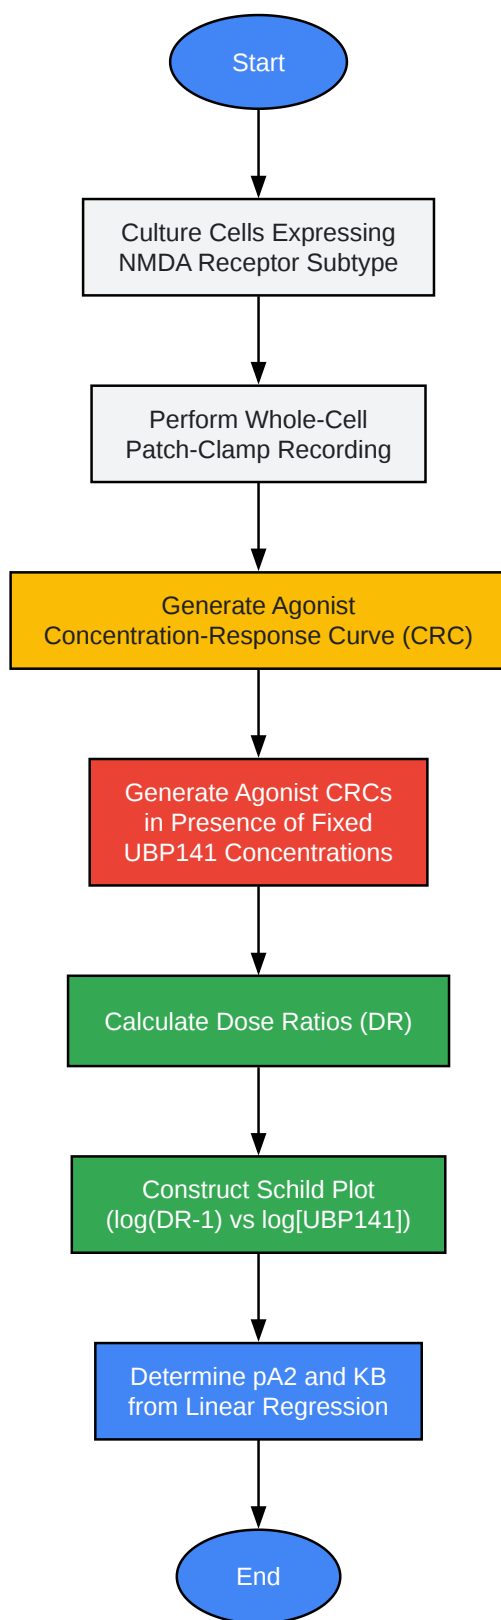 Start
Culture Cells Expressing
NMDA Receptor Subtype
Perform Whole-Cell
Patch-Clamp Recording
Generate Agonist
Concentration-Response Curve (CRC)
Generate Agonist CRCs
in Presence of Fixed
UBP141 Concentrations
Calculate Dose Ratios (DR)
Construct Schild Plot
(log(DR-1) vs log[UBP141])
Determine pA2 and KB
from Linear Regression
End